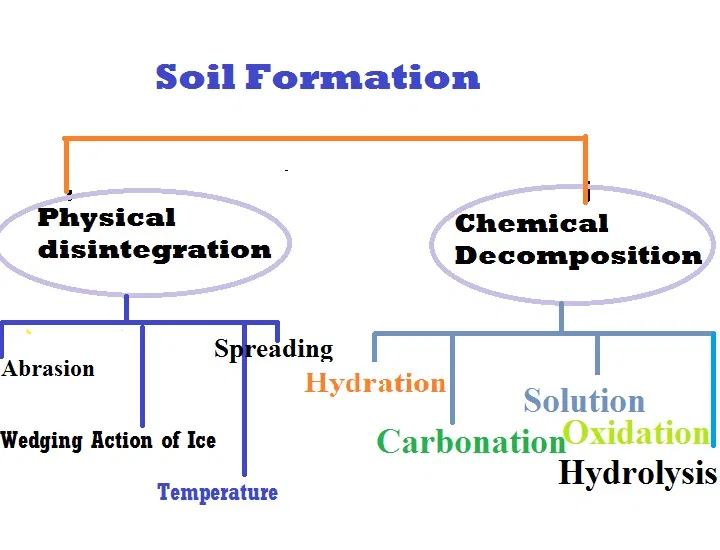 Soil Formation
Physical
disintegration
Chemical
Decomposition
Spreading
Abrasion
Hydration
Solution
Wedging Action of Ice
Carbonation
Oxidation
Hydrolysis
Temperature